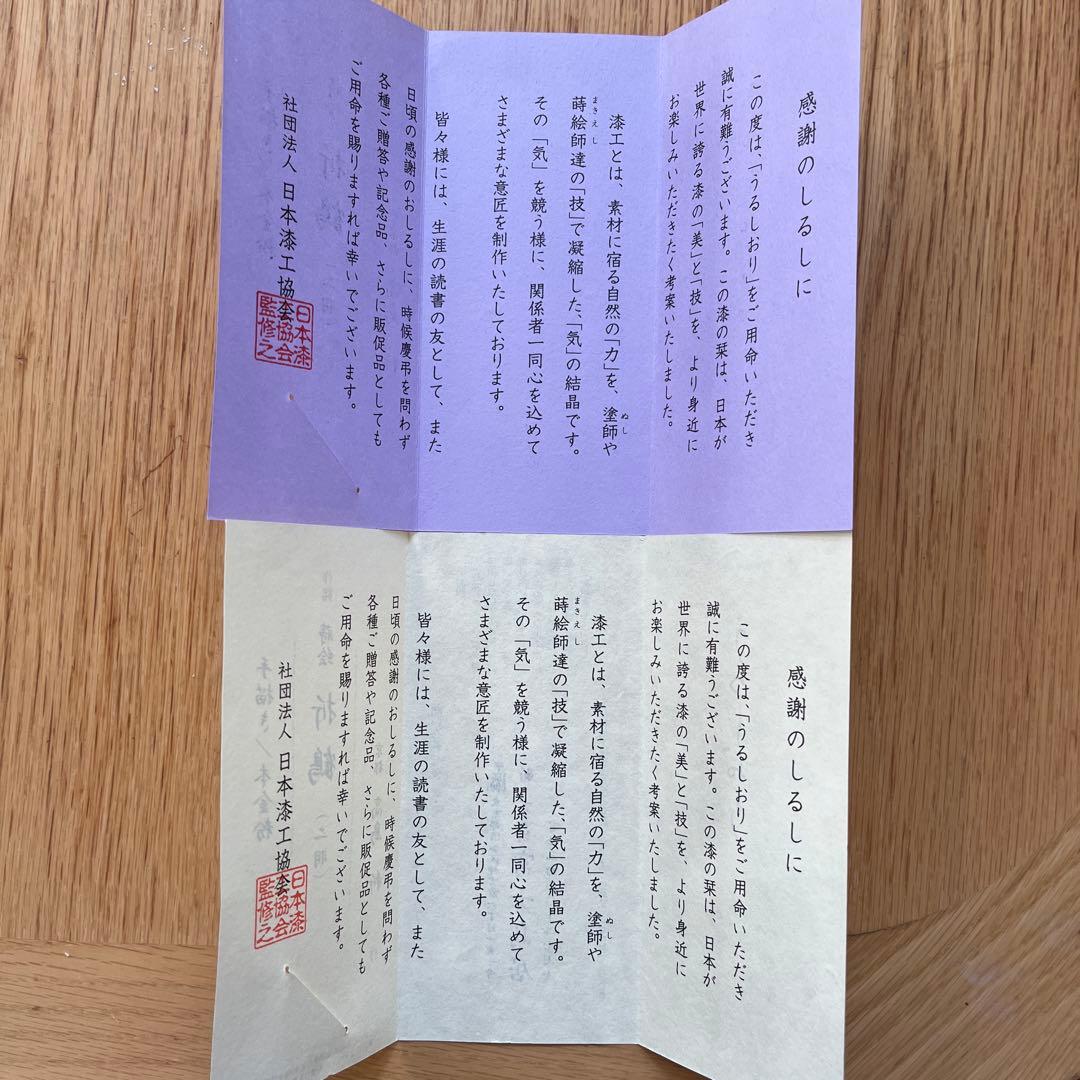 感謝のしるしに
この度は、「うるしおり」をご用命いただき
誠に有難うございます。この漆の栞は、日本が
世界に誇る漆の「美」と「技」を、より身近に
お楽しみいただきたく考案いたしました。
漆工とは、素材に宿る自然の「力」を、塗師や
ぬし
蒔絵師達の「技」で凝縮した、「気」の結晶です。
まきえし
その「気」を競う様に、関係者一同心を込めて
さまざまな意匠を制作いたしております。
皆々様には、生涯の読書の友として、また
日頃の感謝のおしるしに、時候慶弔を問わず
各種ご贈答や記念品、さらに販促品としても
ご用命を賜りますれば幸いでございます。
社団法人 日本漆工協会
日本漆
協会
監修之
感謝のしるしに
この度は、「うるしおり」をご用命いただき
誠に有難うございます。この漆の栞は、日本が
世界に誇る漆の「美」と「技」を、より身近に
お楽しみいただきたく考案いたしました。
漆工とは、素材に宿る自然の「力」を、塗師や
ぬし
蒔絵師達の「技」で凝縮した、「気」の結晶です。
まきえし
その「気」を競う様に、関係者一同心を込めて
さまざまな意匠を制作いたしております。
皆々様には、生涯の読書の友として、また
日頃の感謝のおしるしに、時候慶弔を問わず
各種ご贈答や記念品、さらに販促品としても
ご用命を賜りますれば幸いでございます。
社団法人 日本漆工協会
日本漆
協会
監修之
蒔絵 折鶴
手描き/本金粉